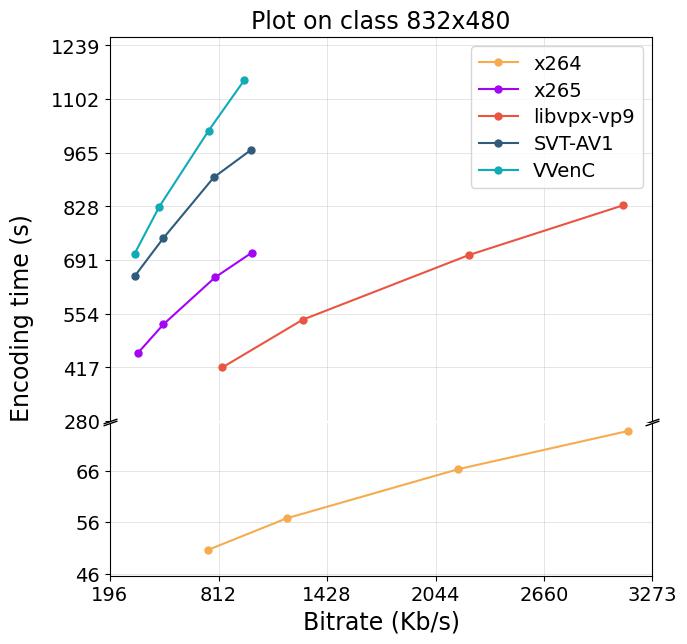 Plot on class 832x480
1239
1102
965
828
691
554
417
280
66
56
46
Encoding time (s)
x264
x265
libvpx-vp9
SVT-AV1
VVenC
196 812 1428 2044 2660 3273
Bitrate (Kb/s)